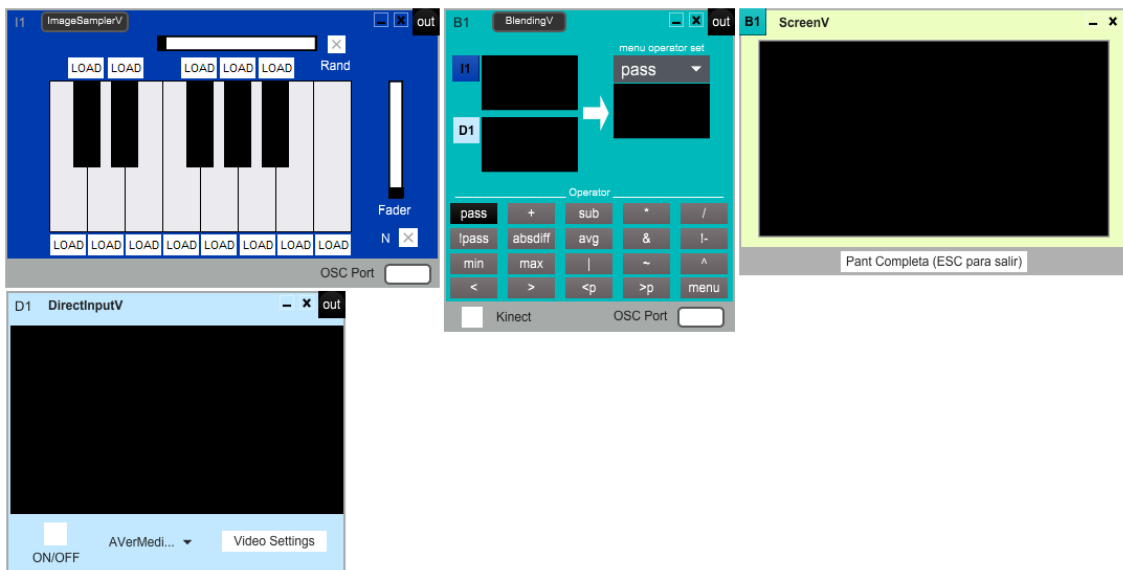 I1 ImageSamplerV out
Rand
LOAD LOAD LOAD LOAD LOAD
Fader
N
LOAD LOAD LOAD LOAD LOAD LOAD LOAD LOAD
OSC Port
B1 BlendingV out
menu operator set
I1
pass
D1
Operator
pass + sub * /
!pass absdiff avg & !-
min max | ~ ^
< > <p >p menu
Kinect OSC Port
B1 ScreenV
Pant Completa (ESC para salir)
D1 DirectInputV out
AVerMedi... Video Settings
ON/OFF